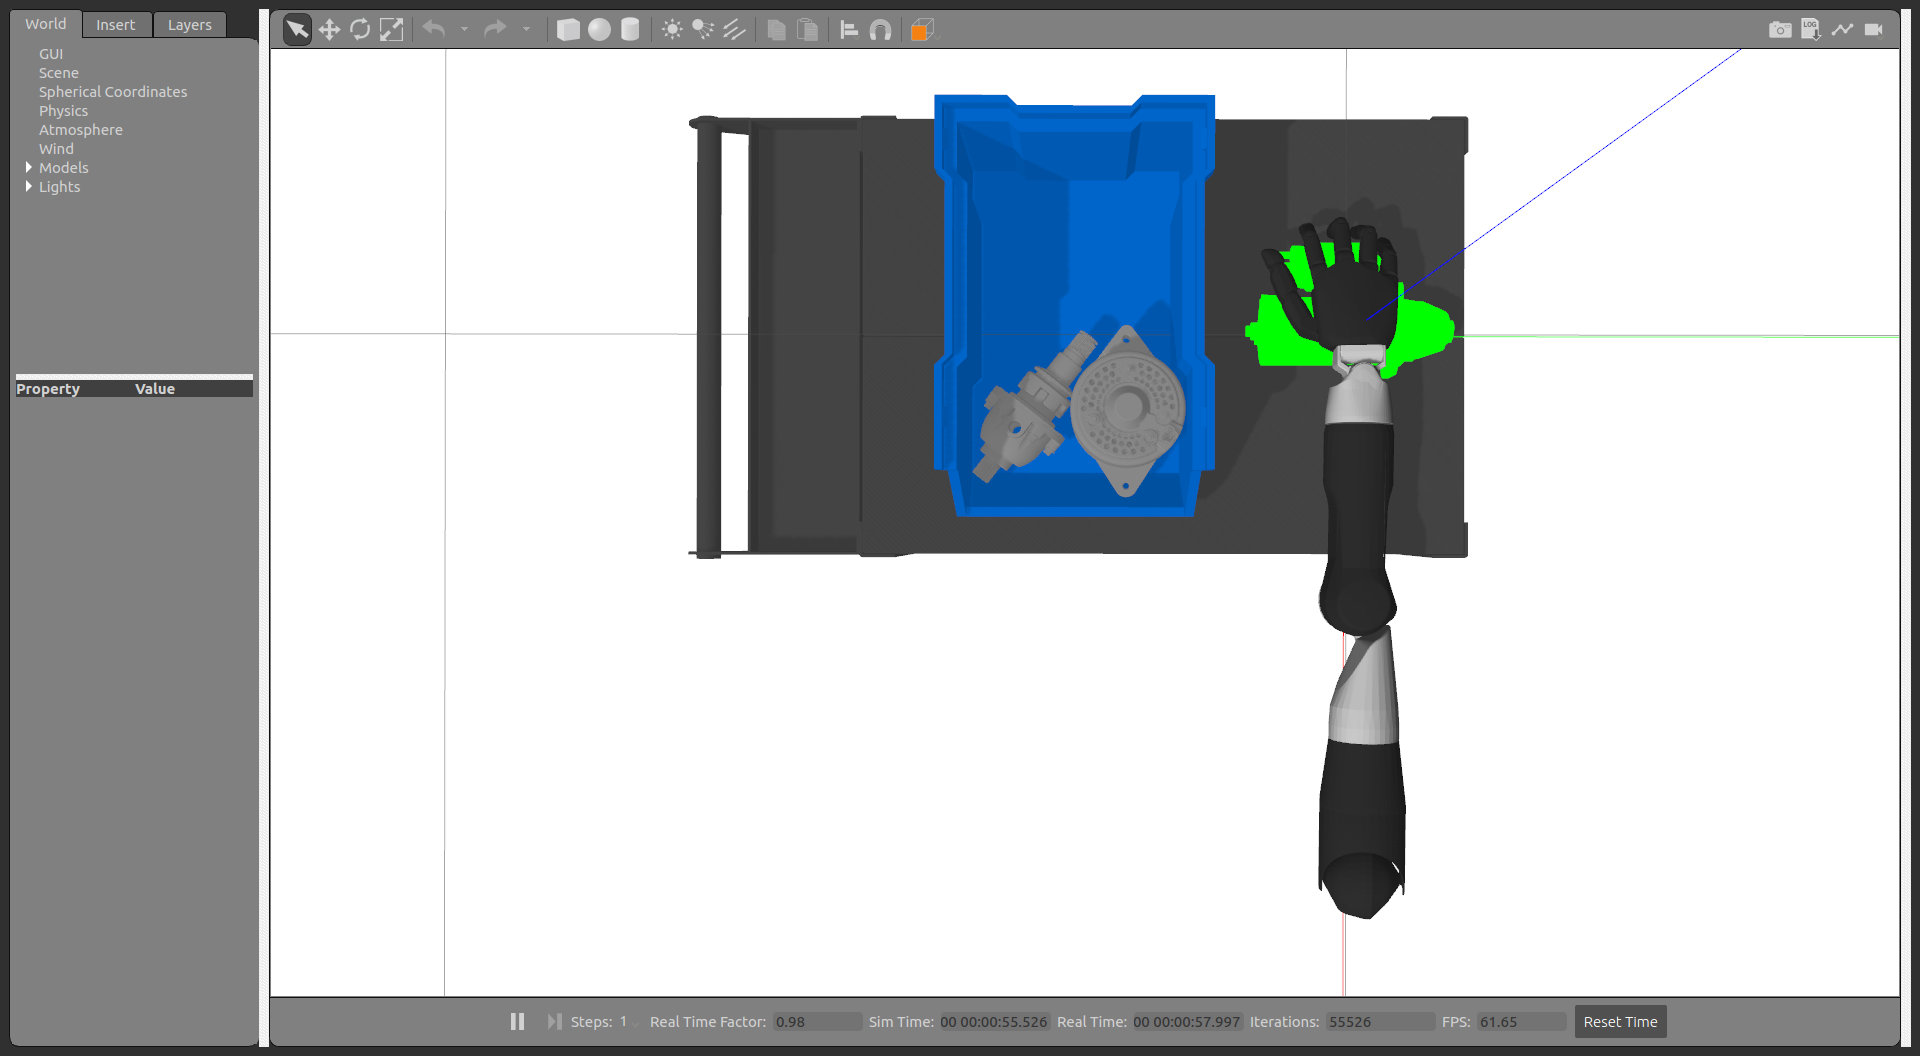 World Insert Layers
GUI
Scene
Spherical Coordinates
Physics
Atmosphere
Wind
Models
Lights
Property Value
LOG
Steps: 1 Real Time Factor: 0.98 Sim Time: 00 00:00:55.526 Real Time: 00 00:00:57.997 Iterations: 55526 FPS: 61.65 Reset Time